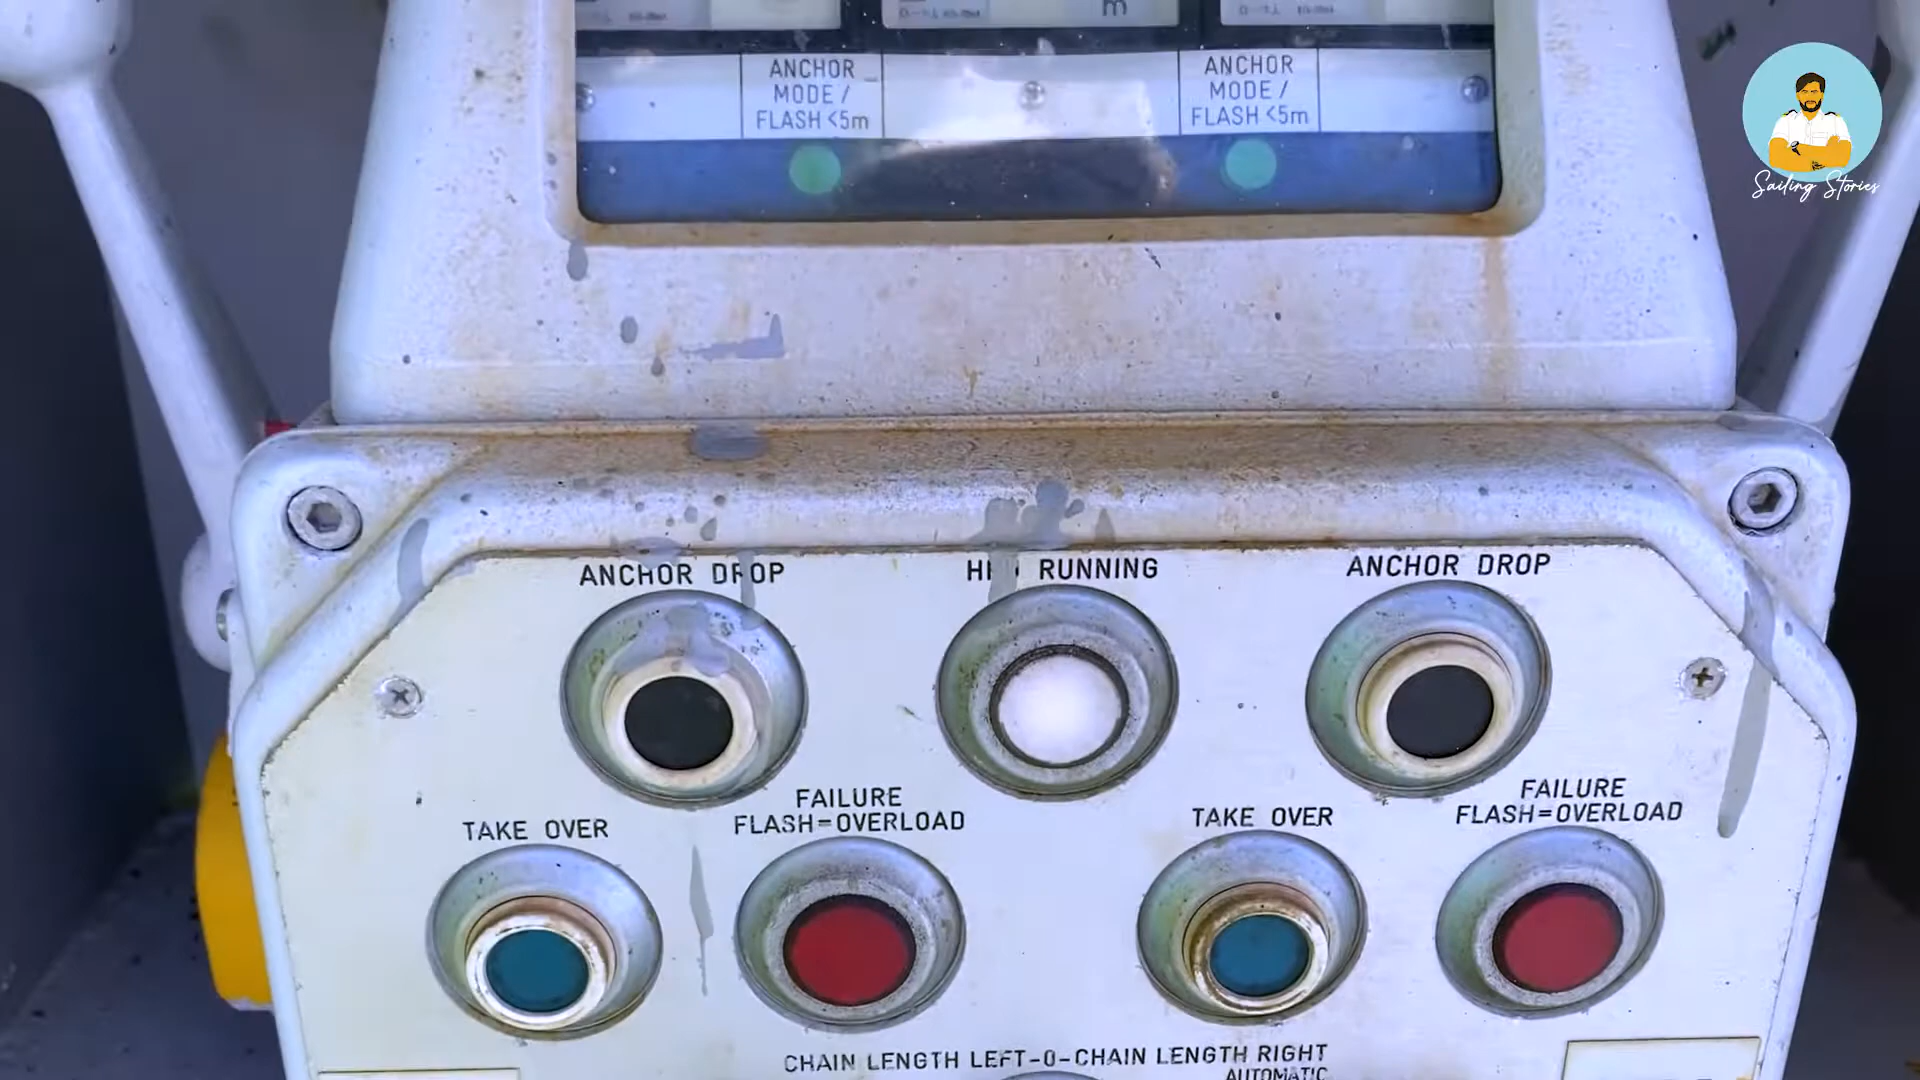 m
ANCHOR
MODE /
FLASH <5m
ANCHOR
MODE /
FLASH <5m
Sailing Stories
ANCHOR DROP
RUNNING
ANCHOR DROP
TAKE OVER
FAILURE
FLASH=OVERLOAD
TAKE OVER
FAILURE
FLASH=OVERLOAD
CHAIN LENGTH LEFT-0-CHAIN LENGTH RIGHT
AUTOMATIC